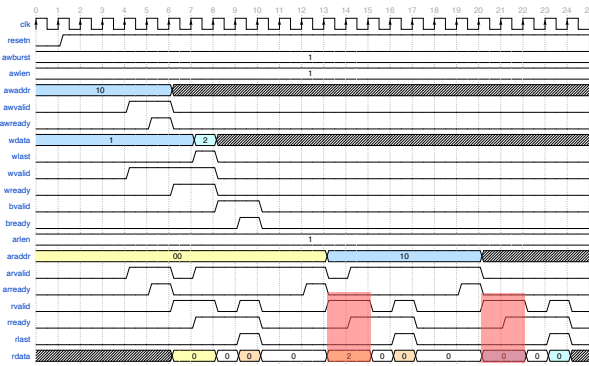 0 1 2 3 4 5 6 7 8 9 10 11 12 13 14 15 16 17 18 19 20 21 22 23 24
clk
resetn
awburst 1
awlen 1
awaddr 10
awvalid
awready
wdata 1 2
wlast
wvalid
wready
bvalid
bready
arlen 1
araddr 00 10
arvalid
arready
rvalid
rready
rlast
rdata 0 0 0 0 2 0 0 0 0 0 0